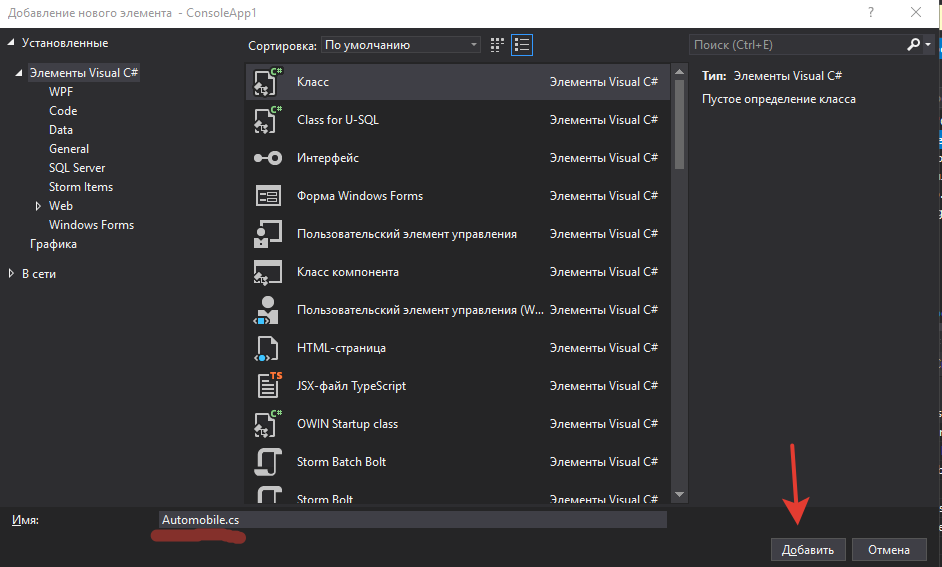 Добавление нового элемента - ConsoleApp1
Установленные
Сортировка: По умолчанию
Поиск (Ctrl+E)
Элементы Visual C#
WPF
Code
Data
General
SQL Server
Storm Items
Web
Windows Forms
Графика
В сети
C# Класс Элементы Visual C#
C# Class for U-SQL Элементы Visual C#
Интерфейс Элементы Visual C#
Форма Windows Forms Элементы Visual C#
Пользовательский элемент управления Элементы Visual C#
Класс компонента Элементы Visual C#
Пользовательский элемент управления (W... Элементы Visual C#
HTML-страница Элементы Visual C#
TS JSX-файл TypeScript Элементы Visual C#
C# OWIN Startup class Элементы Visual C#
Storm Batch Bolt Элементы Visual C#
Storm Bolt Элементы Visual C#
Тип: Элементы Visual C#
Пустое определение класса
Имя: Automobile.cs
Добавить Отмена